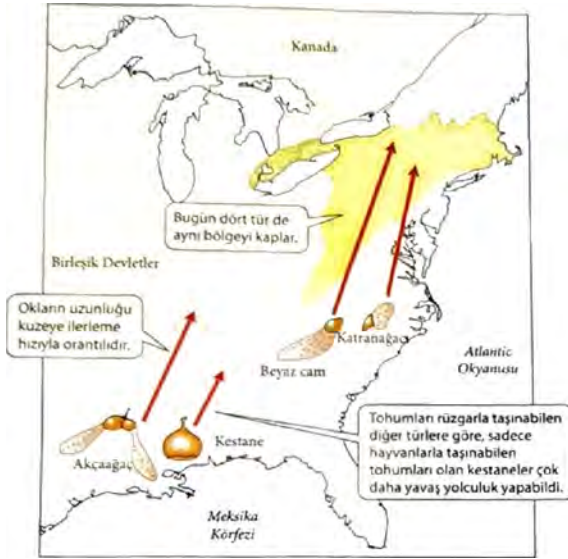 Kanada
Bugün dört tür de
aynı bölgeyi kaplar.
Birleşik Devletler
Okların uzunluğu
kuzeye ilerleme
hızıyla orantılıdır.
Katranağacı
Beyaz cam
Atlantic
Okyanusu
Akçaağaç
Kestane
Tohumları rüzgarla taşınabilen
diğer türlere göre, sadece
hayvanlarla taşınabilen
tohumları olan kestaneler çok
daha yavaş yolculuk yapabildi.
Meksika
Körfezi